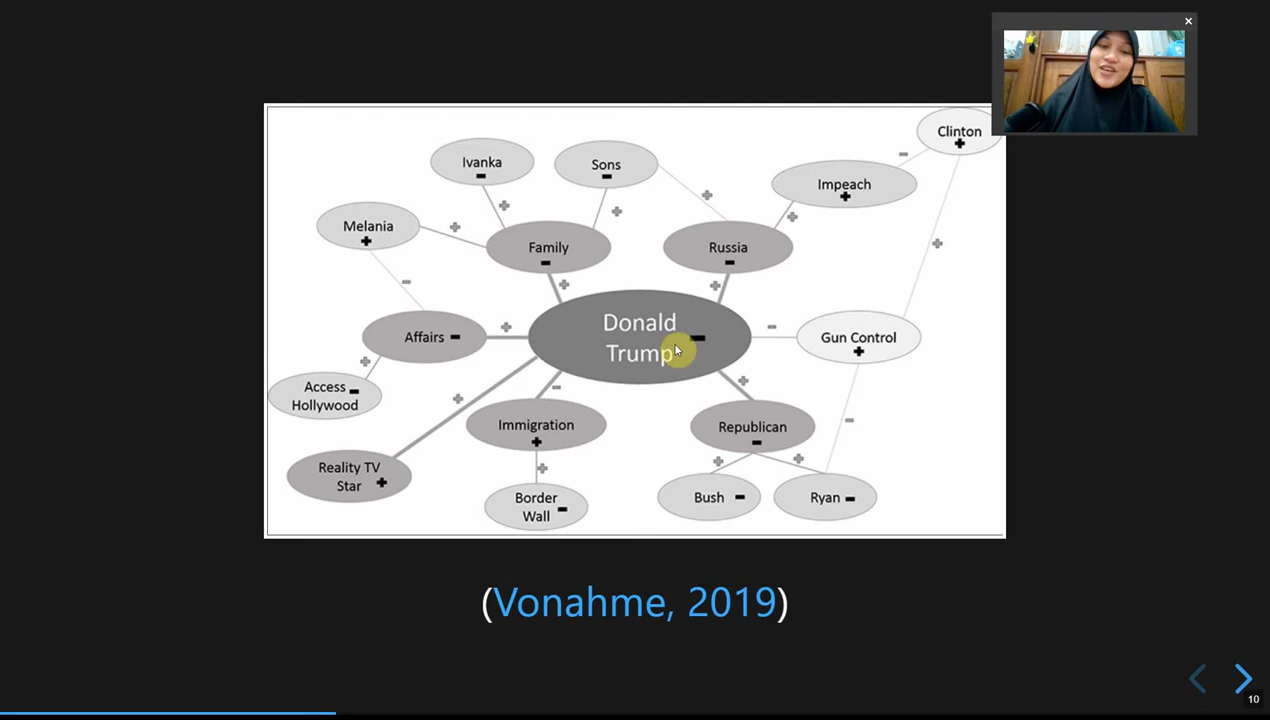 Clinton
Ivanka
Sons
Impeach
Melania
Family
Russia
Donald
Trump
Affairs
Gun Control
Access
Hollywood
Immigration
Republican
Reality TV
Star
Border
Wall
Bush
Ryan
(Vonahme, 2019)
10